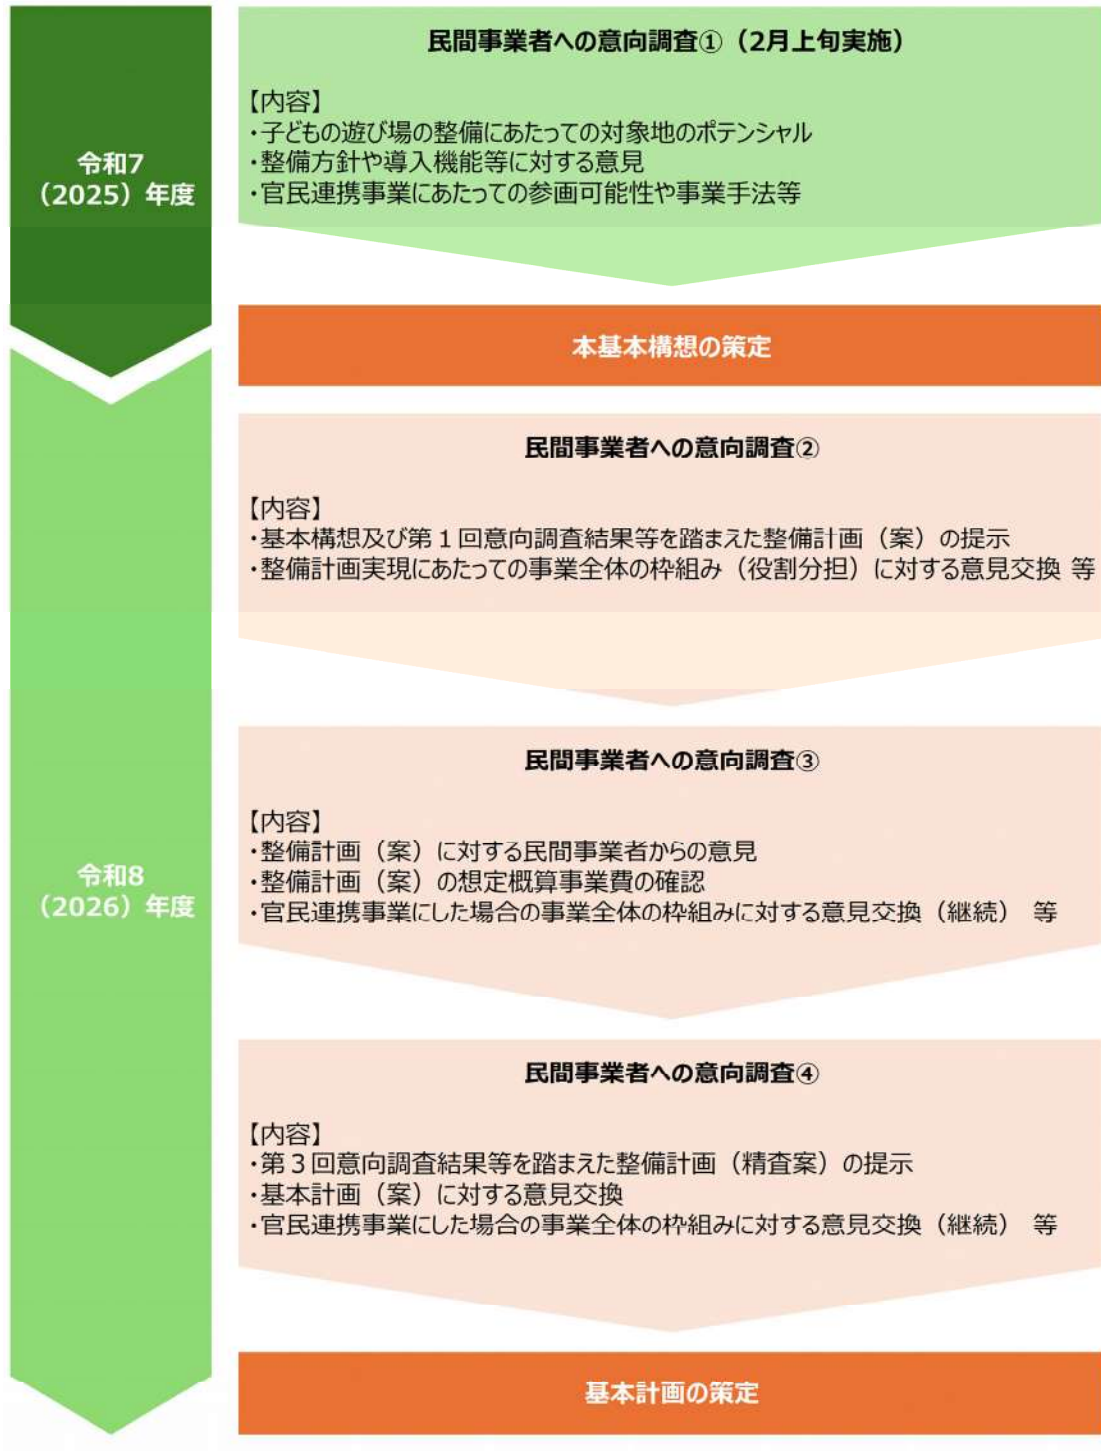 令和7
（2025）年度
民間事業者への意向調査①（2月上旬実施）
【内容】
・子どもの遊び場の整備にあたっての対象地のポテンシャル
・整備方針や導入機能等に対する意見
・官民連携事業にあたっての参画可能性や事業手法等
本基本構想の策定
令和8
（2026）年度
民間事業者への意向調査②
【内容】
・基本構想及び第１回意向調査結果等を踏まえた整備計画（案）の提示
・整備計画実現にあたっての事業全体の枠組み（役割分担）に対する意見交換 等
民間事業者への意向調査③
【内容】
・整備計画（案）に対する民間事業者からの意見
・整備計画（案）の想定概算事業費の確認
・官民連携事業にした場合の事業全体の枠組みに対する意見交換（継続） 等
民間事業者への意向調査④
【内容】
・第３回意向調査結果等を踏まえた整備計画（精査案）の提示
・基本計画（案）に対する意見交換
・官民連携事業にした場合の事業全体の枠組みに対する意見交換（継続） 等
基本計画の策定